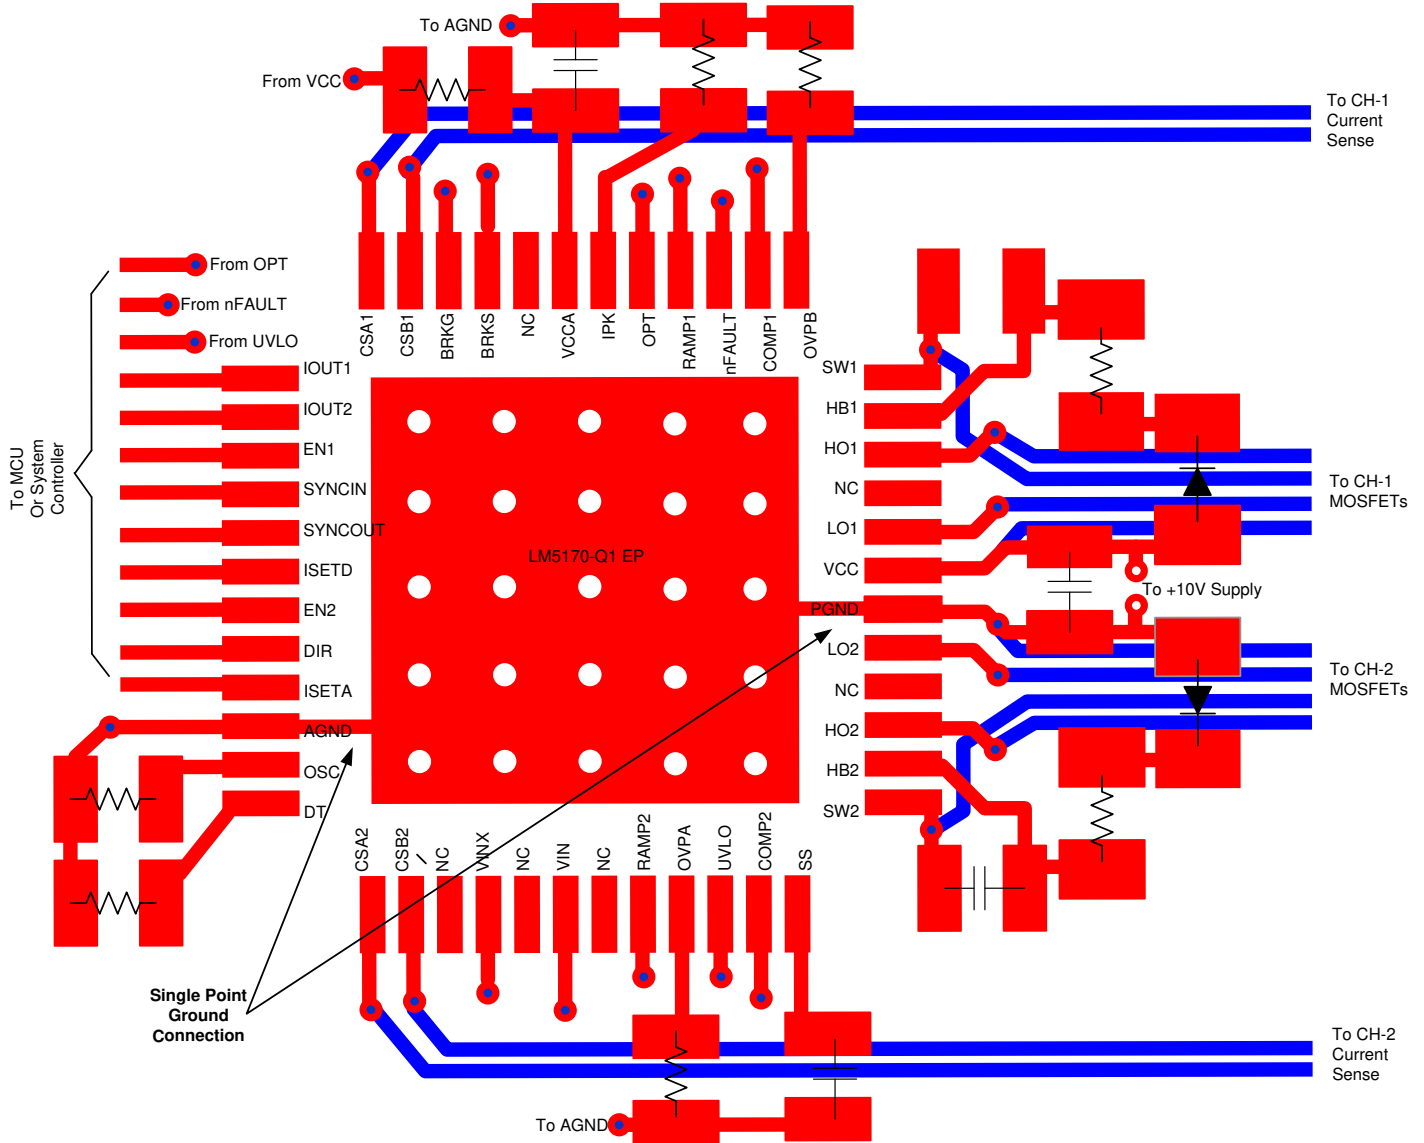 To AGND
From VCC
To CH-1
Current
Sense
From OPT
From nFAULT
From UVLO
CSA1
CSB1
BRKG
BRKS
NC
VCCA
IPK
OPT
RAMP1
nFAULT
COMP1
OVPB
IOUT1
IOUT2
EN1
SYNCIN
SYNCOUT
ISETD
EN2
DIR
ISETA
AGND
OSC
DT
To MCU
Or System
Controller
LM5170-Q1 EP
SW1
HB1
HO1
NC
LO1
VCC
PGND
LO2
NC
HO2
HB2
SW2
To CH-1
MOSFETs
To +10V Supply
To CH-2
MOSFETs
CSA2
CSB2
NC
VINX
NC
VIN
NC
RAMP2
OVPA
UVLO
COMP2
SS
Single Point
Ground
Connection
To CH-2
Current
Sense
To AGND